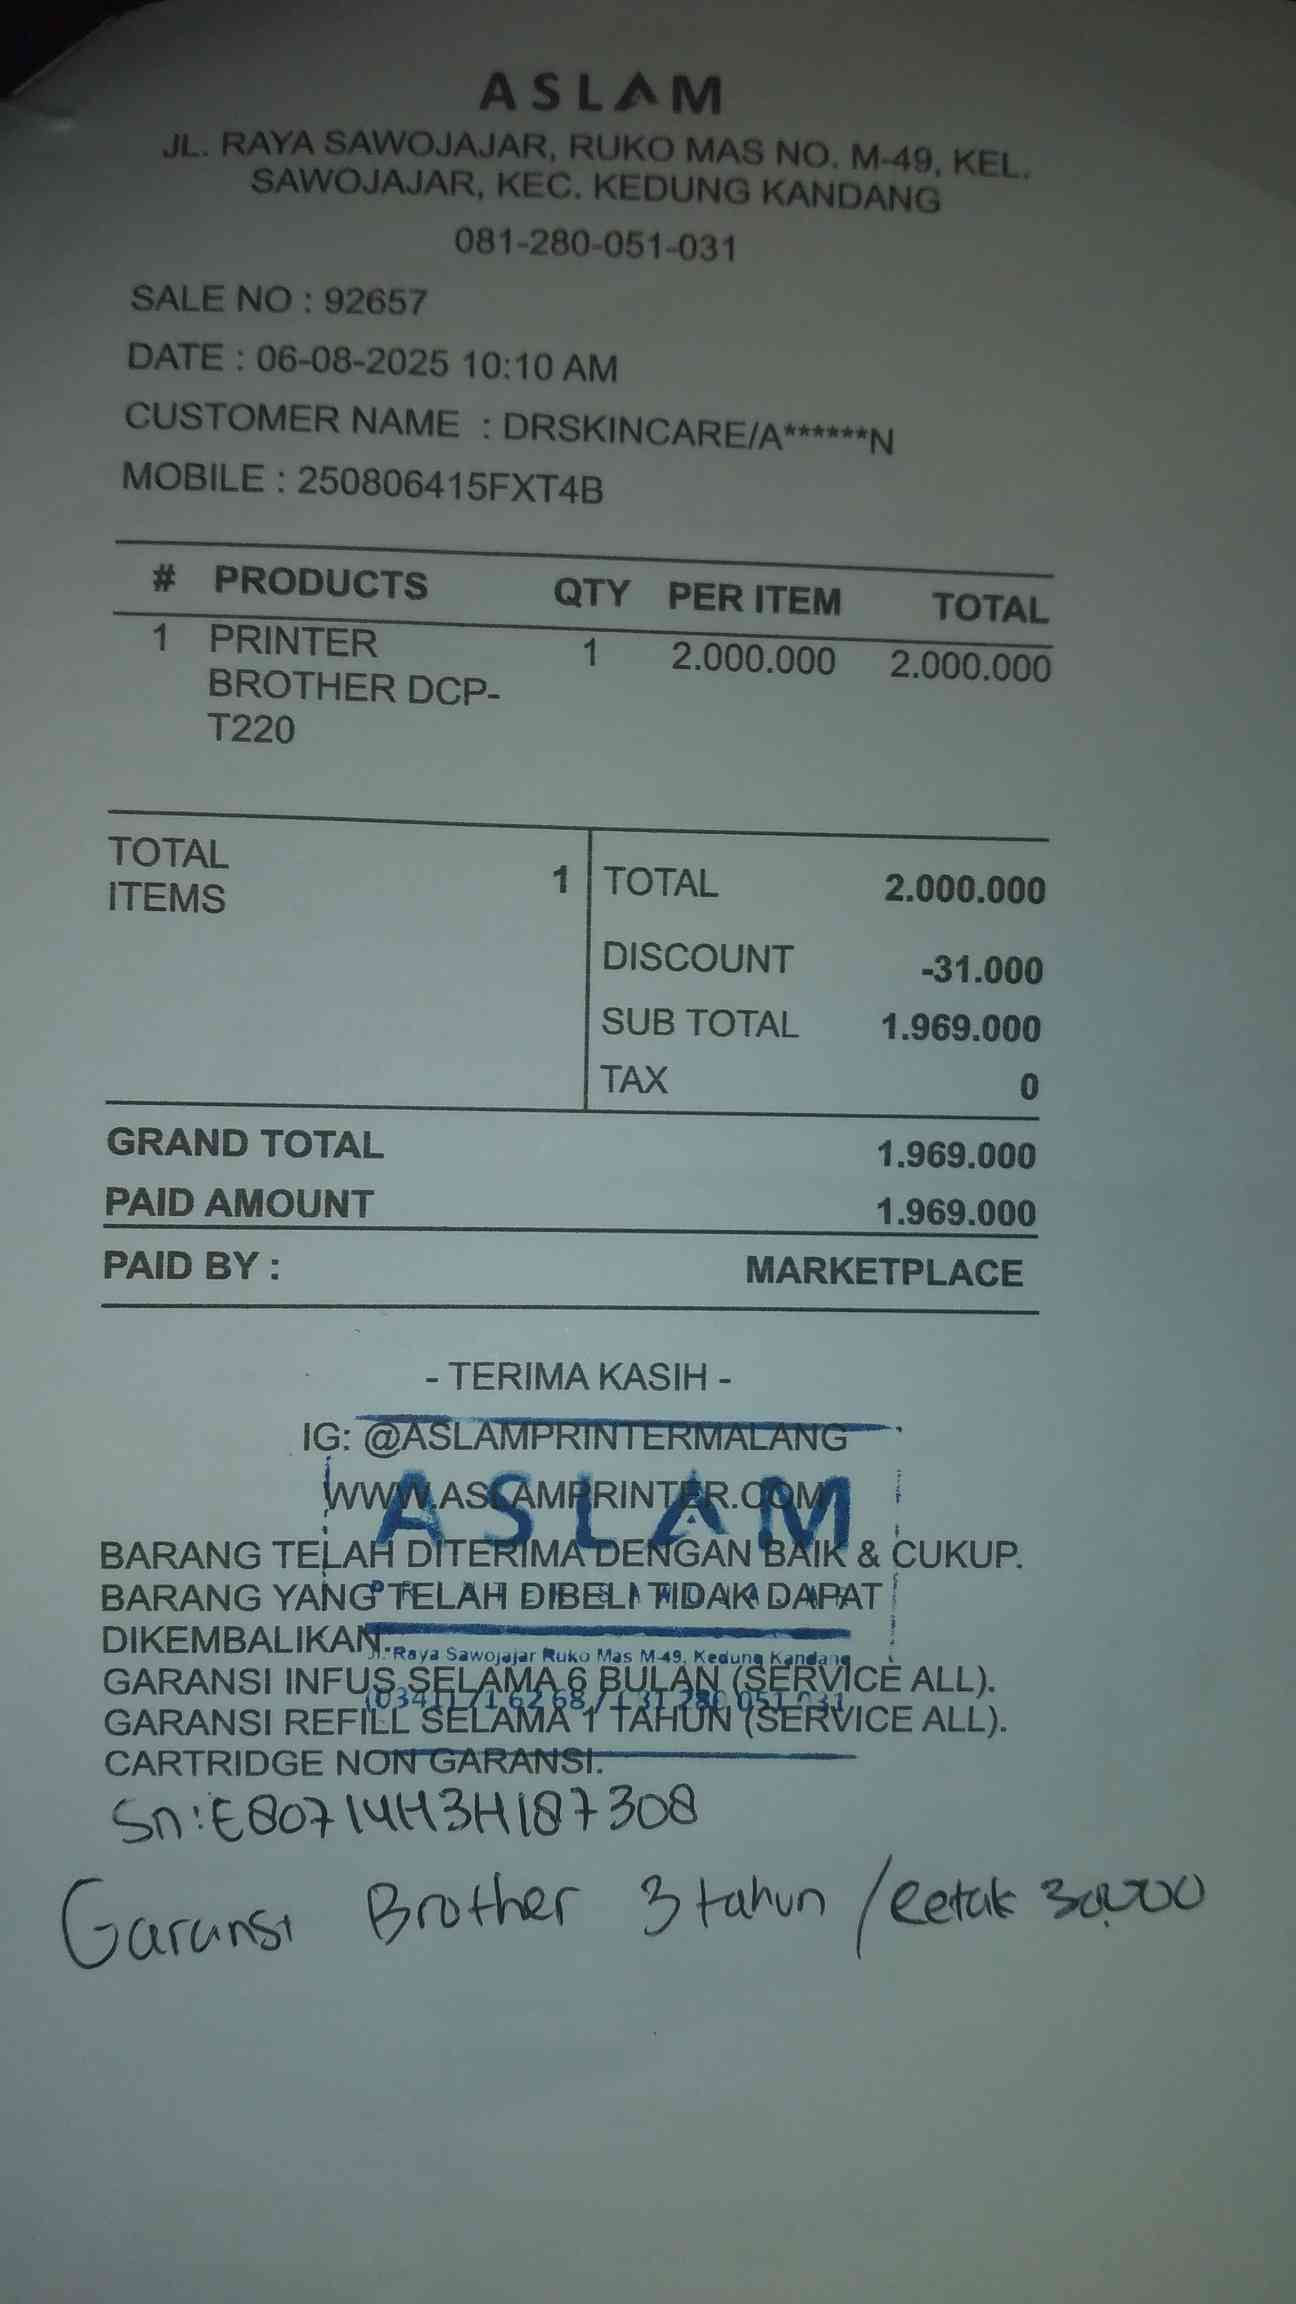 ASLAM
JL. RAYA SAWOJAJAR, RUKO MAS NO. M-49, KEL.
SAWOJAJAR, KEC. KEDUNG KANDANG
081-280-051-031
SALE NO : 92657
DATE : 06-08-2025 10:10 AM
CUSTOMER NAME : DRSKINCARE/A******N
MOBILE : 250806415FXT4B
# PRODUCTS QTY PER ITEM TOTAL
1 PRINTER 1 2.000.000 2.000.000
BROTHER DCP-
T220
TOTAL
ITEMS 1 TOTAL 2.000.000
DISCOUNT -31.000
SUB TOTAL 1.969.000
TAX 0
GRAND TOTAL 1.969.000
PAID AMOUNT 1.969.000
PAID BY : MARKETPLACE
- TERIMA KASIH -
IG: @ASLAMPRINTERMALANG
WWW.ASLAMPRINTER.COM
ASLAM
BARANG TELAH DITERIMA DENGAN BAIK & CUKUP.
BARANG YANG TELAH DIBELI TIDAK DAPAT
DIKEMBALIKAN.
Jl. Raya Sawojajar Ruko Mas M-49, Kedung Kandang
GARANSI INFUS SELAMA 6 BULAN (SERVICE ALL).
GARANSI REFILL SELAMA 1 TAHUN (SERVICE ALL).
CARTRIDGE NON GARANSI.
Sn: E80714H3H187308
Garansi Brother 3 tahun / Retak 30.000